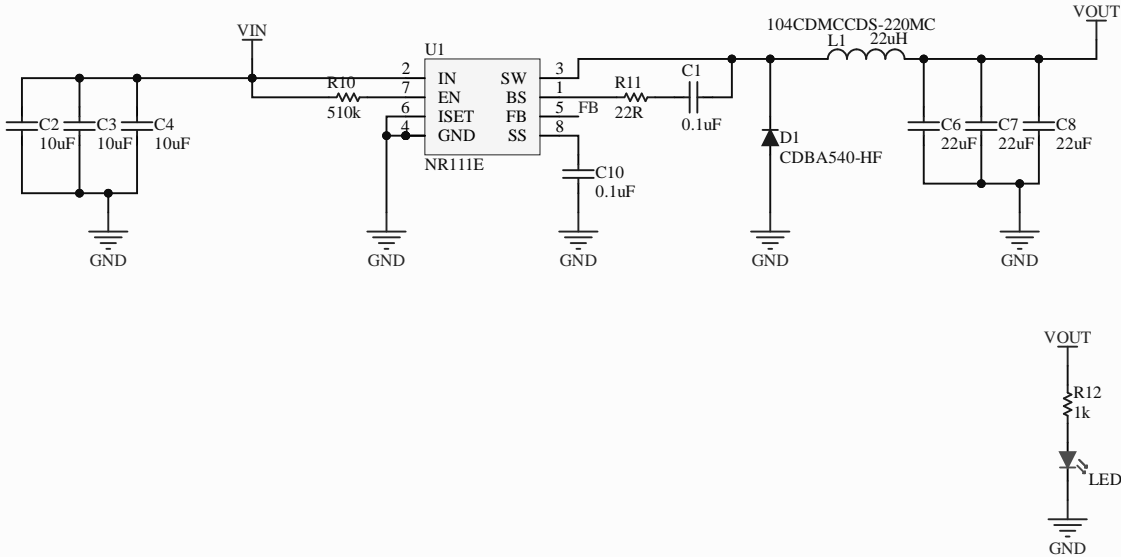 VIN
C2
10uF
C3
10uF
C4
10uF
GND
R10
510k
U1
2
IN
7
EN
6
ISET
4
GND
SW
3
BS
1
FB
5
FB
SS
8
NR111E
GND
C10
0.1uF
GND
R11
22R
C1
0.1uF
D1
CDBA540-HF
GND
104CDMCCDS-220MC
L1
22uH
VOUT
C6
22uF
C7
22uF
C8
22uF
GND
VOUT
R12
1k
LED
GND